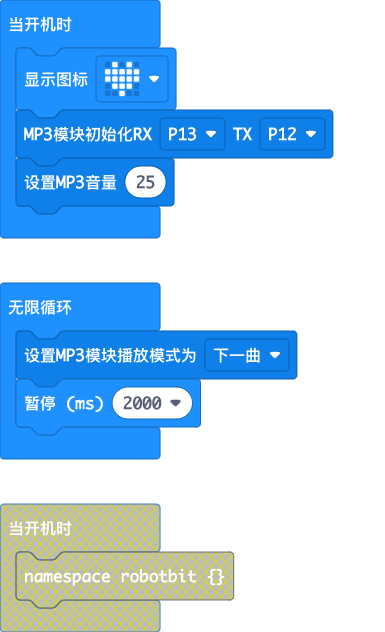 当开机时
显示图标
MP3模块初始化RX P13 TX P12
设置MP3音量 25
无限循环
设置MP3模块播放模式为 下一曲
暂停 (ms) 2000
当开机时
namespace robotbit {}